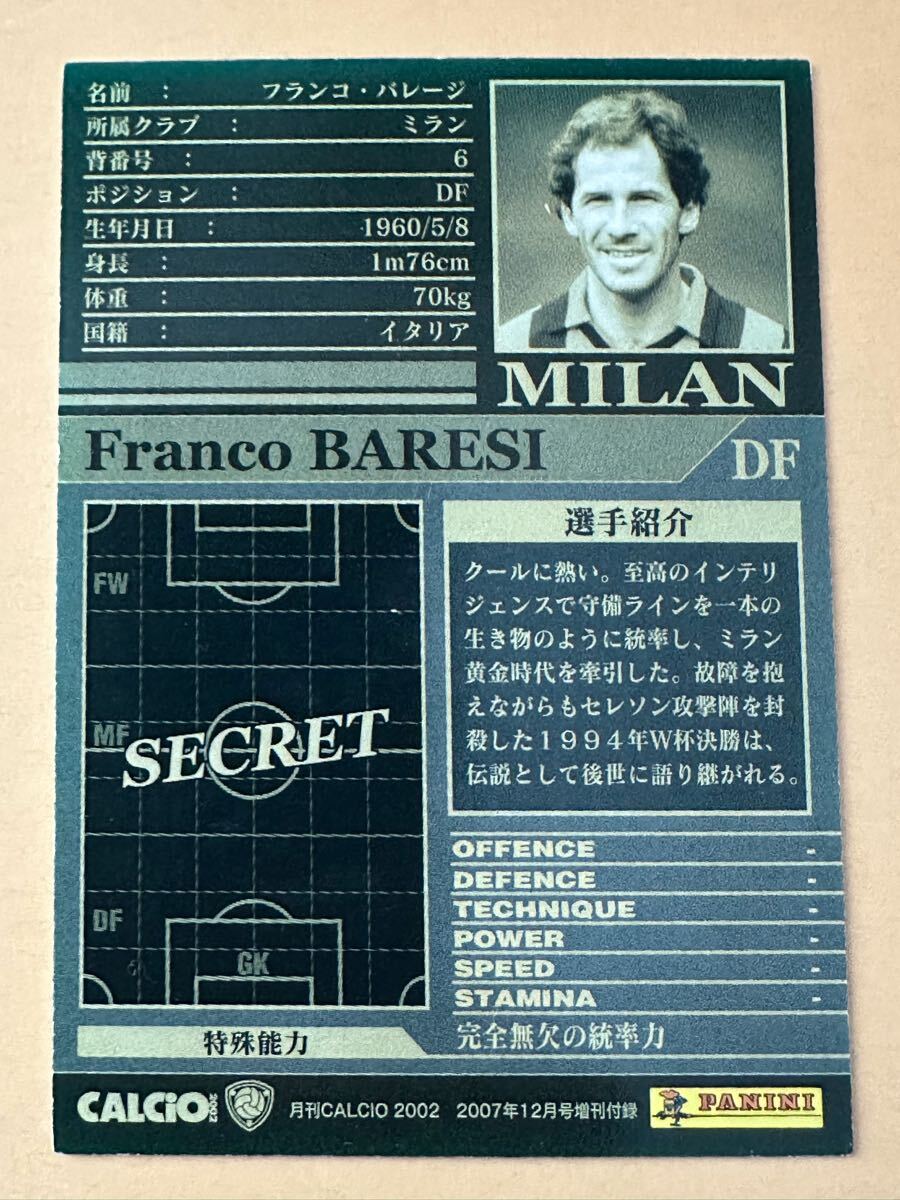 名前 : フランコ・バレージ
所属クラブ : ミラン
背番号 : 6
ポジション : DF
生年月日 : 1960/5/8
身長 : 1m76cm
体重 : 70kg
国籍 : イタリア
MILAN
Franco BARESI
DF
FW
MF
SECRET
DF
GK
選手紹介
クールに熱い。至高のインテリ
ジェンスで守備ラインを一本の
生き物のように統率し、ミラン
黄金時代を牽引した。故障を抱
えながらもセレソン攻撃陣を封
殺した1994年W杯決勝は、
伝説として後世に語り継がれる。
OFFENCE -
DEFENCE -
TECHNIQUE -
POWER -
SPEED -
STAMINA -
特殊能力
完全無欠の統率力
CALCiO 2002
月刊CALCIO 2002 2007年12月号増刊付録
PANINI